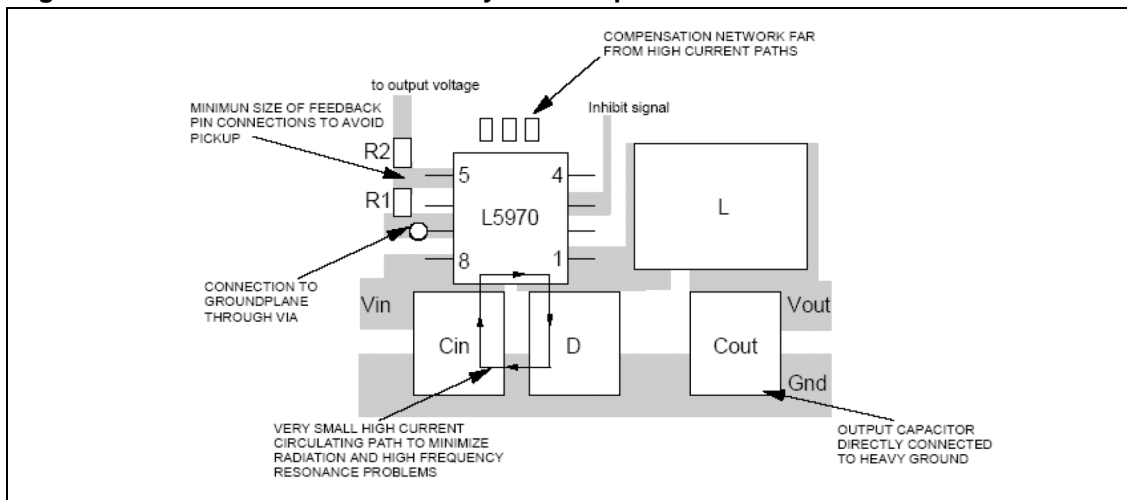 COMPENSATION NETWORK FAR
FROM HIGH CURRENT PATHS
to output voltage
Inhibit signal
MINIMUN SIZE OF FEEDBACK
PIN CONNECTIONS TO AVOID
PICKUP
R2
R1
5
4
L5970
8
1
L
CONNECTION TO
GROUNDPLANE
THROUGH VIA
Vin
Vout
Cin
D
Cout
Gnd
VERY SMALL HIGH CURRENT
CIRCULATING PATH TO MINIMIZE
RADIATION AND HIGH FREQUENCY
RESONANCE PROBLEMS
OUTPUT CAPACITOR
DIRECTLY CONNECTED
TO HEAVY GROUND